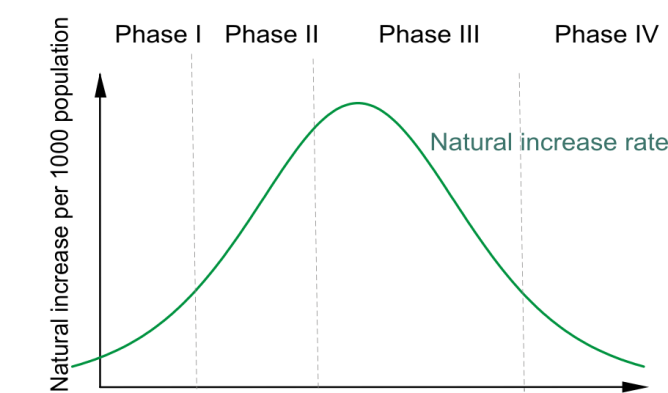 Phase I
Phase II
Phase III
Phase IV
Natural increase per 1000 population
Natural increase rate